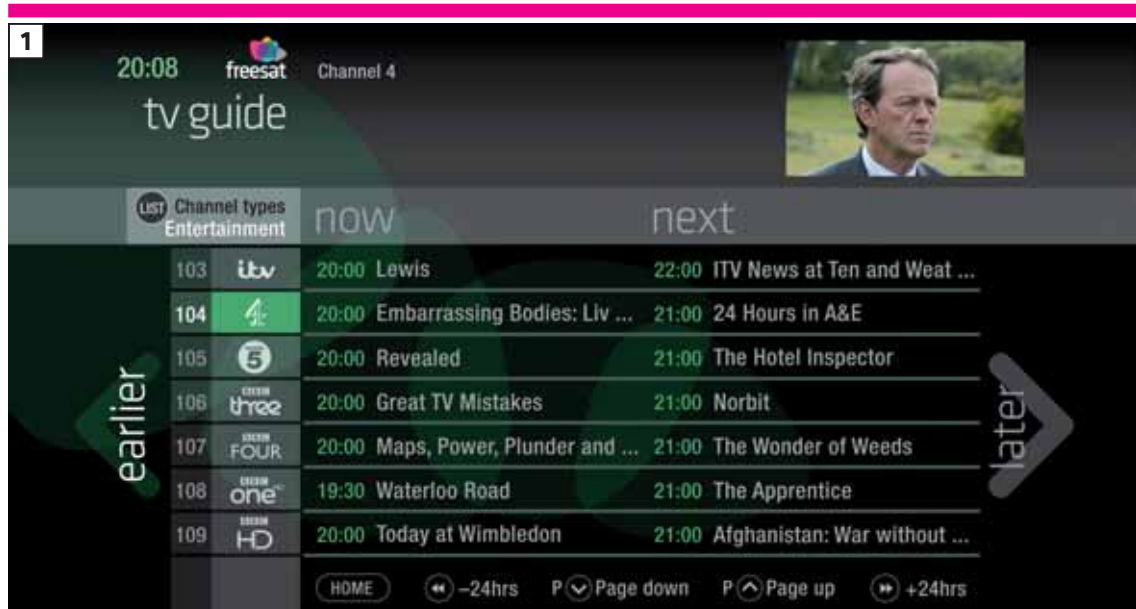 1
20:08 freesat Channel 4
tv guide
LIST Channel types
Entertainment
now next
103 itv 20:00 Lewis 22:00 ITV News at Ten and Weat ...
104 4 20:00 Embarrassing Bodies: Liv ... 21:00 24 Hours in A&E
105 5 20:00 Revealed 21:00 The Hotel Inspector
106 BBC three 20:00 Great TV Mistakes 21:00 Norbit
107 BBC FOUR 20:00 Maps, Power, Plunder and ... 21:00 The Wonder of Weeds
108 BBC one HD 19:30 Waterloo Road 21:00 The Apprentice
109 BBC HD 20:00 Today at Wimbledon 21:00 Afghanistan: War without ...
earlier
later
HOME –24hrs P Page down P Page up +24hrs